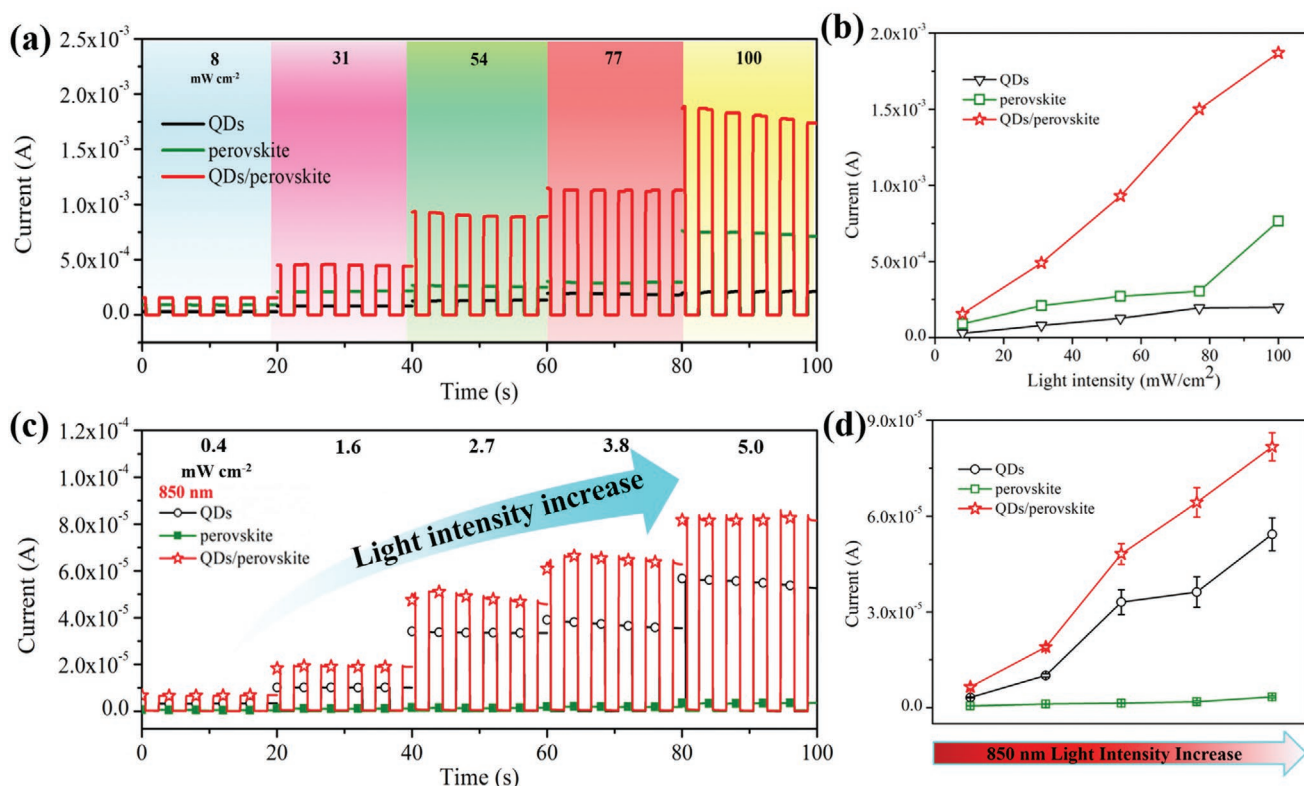 (a)
2.5x10⁻³
2.0x10⁻³
1.5x10⁻³
1.0x10⁻³
5.0x10⁻⁴
0.0
Current (A)
8
mW cm⁻²
31
54
77
100
QDs
perovskite
QDs/perovskite
0 20 40 60 80 100
Time (s)
(b)
2.0x10⁻³
1.5x10⁻³
1.0x10⁻³
5.0x10⁻⁴
0.0
Current (A)
QDs
perovskite
QDs/perovskite
0 20 40 60 80 100
Light intensity (mW/cm²)
(c)
1.2x10⁻⁴
1.0x10⁻⁴
8.0x10⁻⁵
6.0x10⁻⁵
4.0x10⁻⁵
2.0x10⁻⁵
0.0
Current (A)
0.4
mW cm⁻²
1.6
2.7
3.8
5.0
850 nm
QDs
perovskite
QDs/perovskite
Light intensity increase
0 20 40 60 80 100
Time (s)
(d)
9.0x10⁻⁵
6.0x10⁻⁵
3.0x10⁻⁵
0.0
Current (A)
QDs
perovskite
QDs/perovskite
850 nm Light Intensity Increase